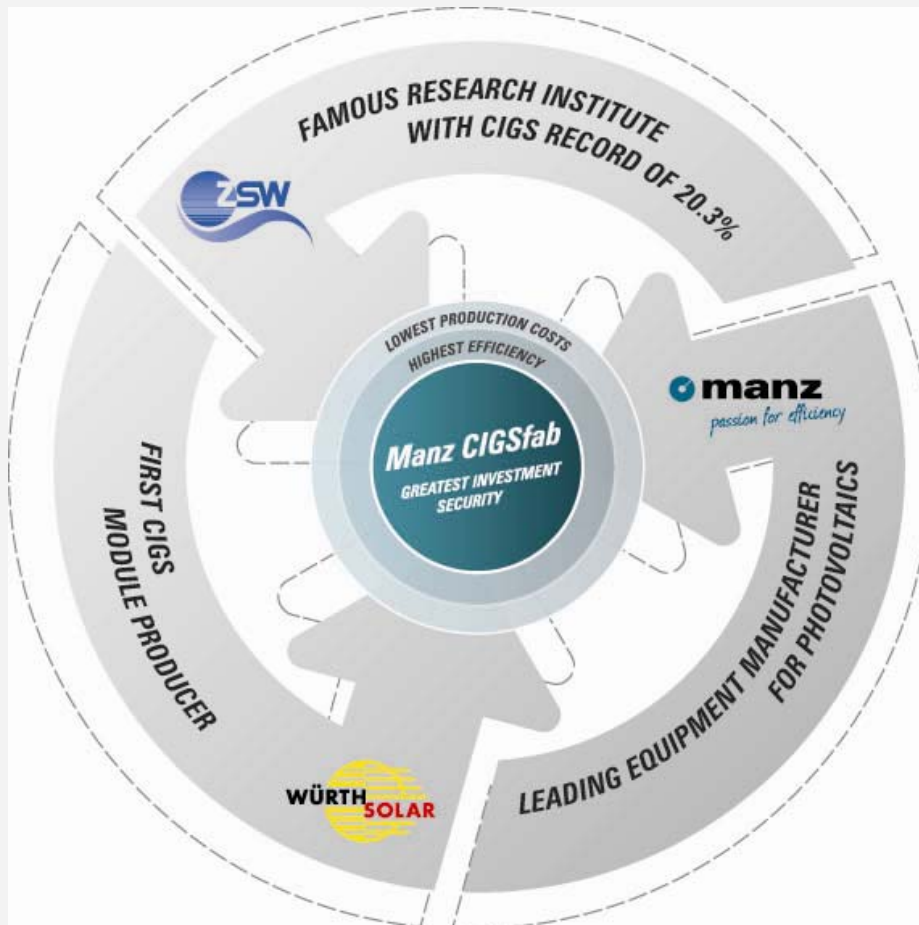 FAMOUS RESEARCH INSTITUTE
WITH CIGS RECORD OF 20.3%
ZSW
LOWEST PRODUCTION COSTS
HIGHEST EFFICIENCY
Manz CIGSfab
GREATEST INVESTMENT
SECURITY
manz
passion for efficiency
LEADING EQUIPMENT MANUFACTURER
FOR PHOTOVOLTAICS
FIRST CIGS
MODULE PRODUCER
WÜRTH
SOLAR